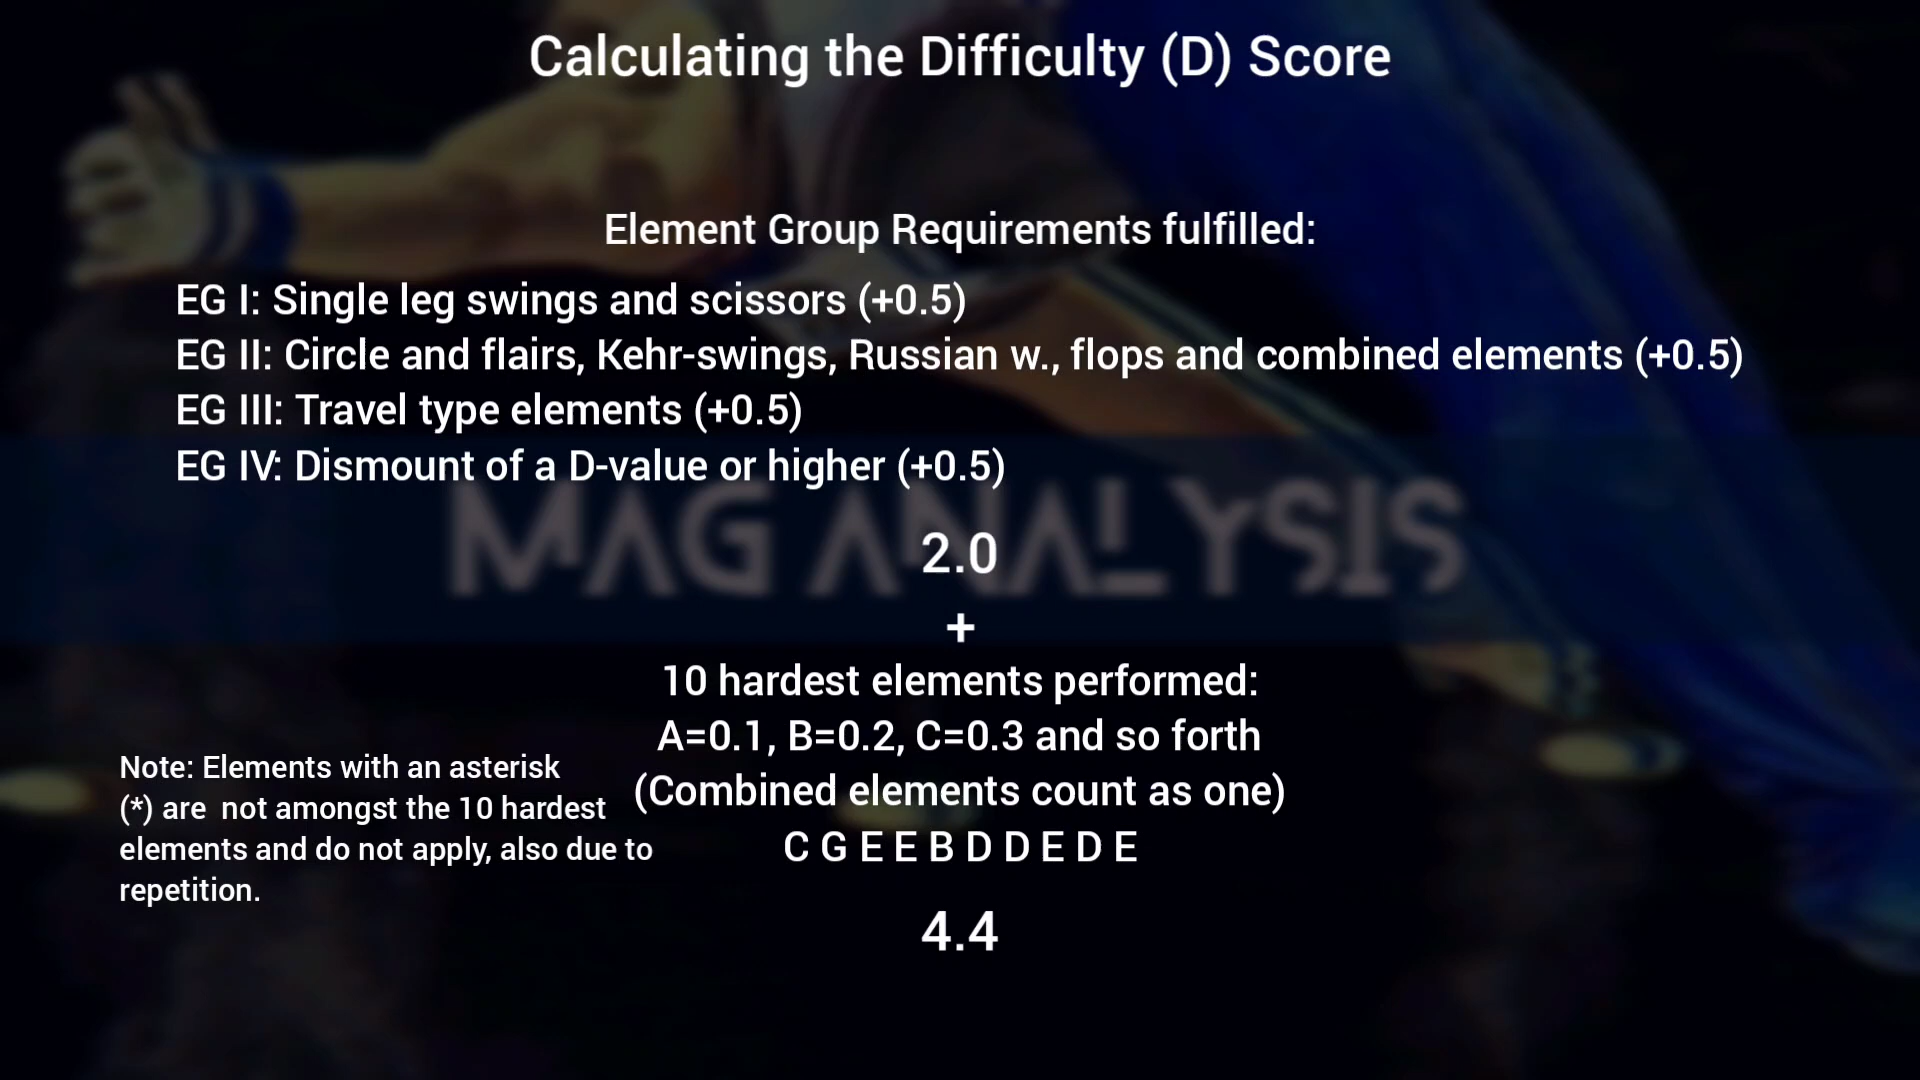 Calculating the Difficulty (D) Score
Element Group Requirements fulfilled:
EG I: Single leg swings and scissors (+0.5)
EG II: Circle and flairs, Kehr-swings, Russian w., flops and combined elements (+0.5)
EG III: Travel type elements (+0.5)
EG IV: Dismount of a D-value or higher (+0.5)
MAG ANALYSIS
2.0
+
10 hardest elements performed:
A=0.1, B=0.2, C=0.3 and so forth
(Combined elements count as one)
C G E E B D D E D E
4.4
Note: Elements with an asterisk
(*) are not amongst the 10 hardest
elements and do not apply, also due to
repetition.